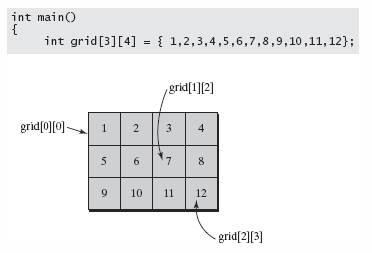 int main()
{
int grid[3][4] = { 1,2,3,4,5,6,7,8,9,10,11,12};
grid[1][2]
grid[0][0]
1 2 3 4
5 6 7 8
9 10 11 12
grid[2][3]